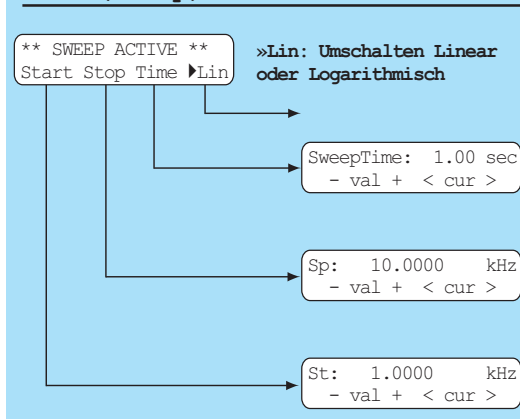 ** SWEEP ACTIVE **
Start Stop Time ▶Lin
»Lin: Umschalten Linear
oder Logarithmisch
SweepTime: 1.00 sec
- val + < cur >
Sp: 10.0000 kHz
- val + < cur >
St: 1.0000 kHz
- val + < cur >